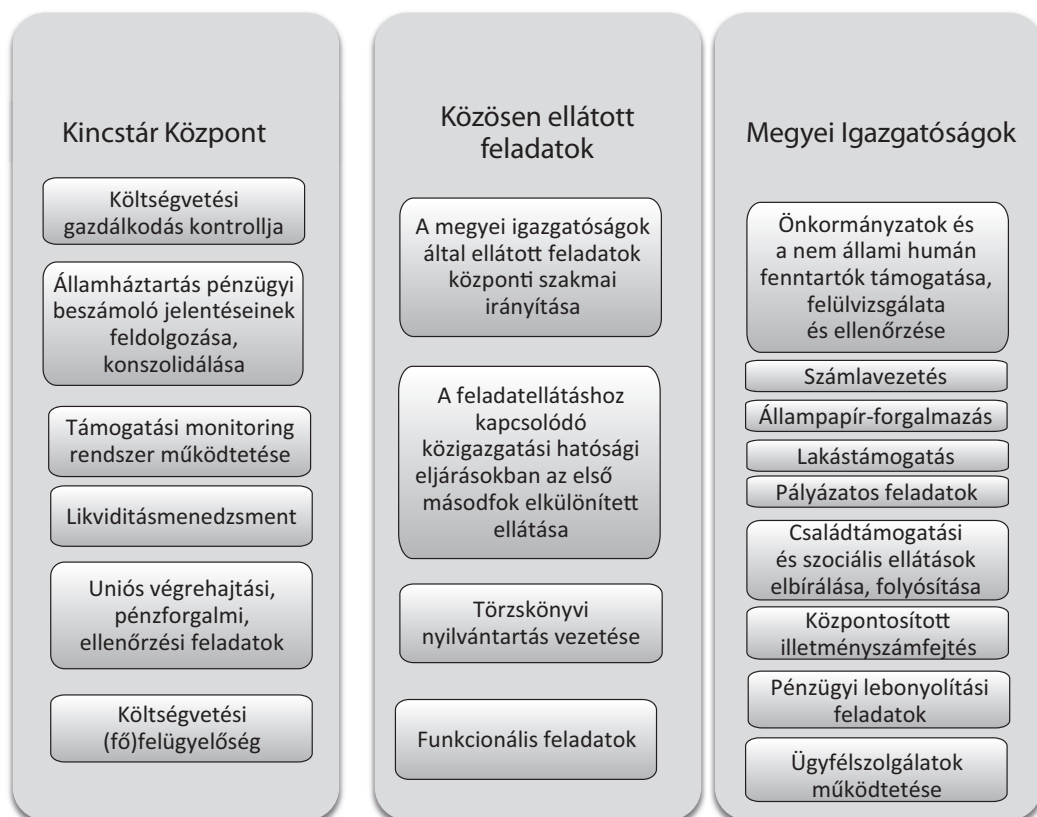 Kincstár Központ
Költségvetési
gazdálkodás kontrollja
Államháztartás pénzügyi
beszámoló jelentéseinek
feldolgozása,
konszolidálása
Támogatási monitoring
rendszer működtetése
Likviditásmenedzsment
Uniós végrehajtási,
pénzforgalmi,
ellenőrzési feladatok
Költségvetési
(fő)felügyelőség
Közösen ellátott
feladatok
A megyei igazgatóságok
által ellátott feladatok
központi szakmai
irányítása
A feladatellátáshoz
kapcsolódó
közigazgatási hatósági
eljárásokban az első
másodfok elkülönített
ellátása
Törzskönyvi
nyilvántartás vezetése
Funkcionális feladatok
Megyei Igazgatóságok
Önkormányzatok és
a nem állami humán
fenntartók támogatása,
felülvizsgálata
és ellenőrzése
Számlavezetés
Állampapír-forgalmazás
Lakástámogatás
Pályázatos feladatok
Családtámogatási
és szociális ellátások
elbírálása, folyósítása
Központosított
illetményszámfejtés
Pénzügyi lebonyolítási
feladatok
Ügyfélszolgálatok
működtetése